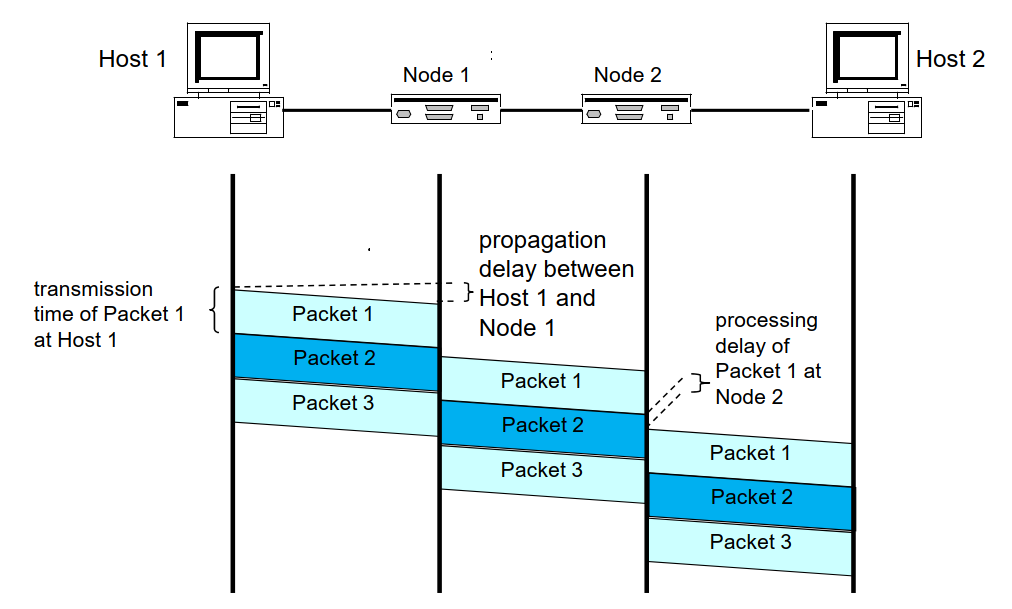 Host 1
Node 1
Node 2
Host 2
propagation
delay between
Host 1 and
Node 1
transmission
time of Packet 1
at Host 1
processing
delay of
Packet 1 at
Node 2
Packet 1
Packet 2
Packet 3
Packet 1
Packet 2
Packet 3
Packet 1
Packet 2
Packet 3